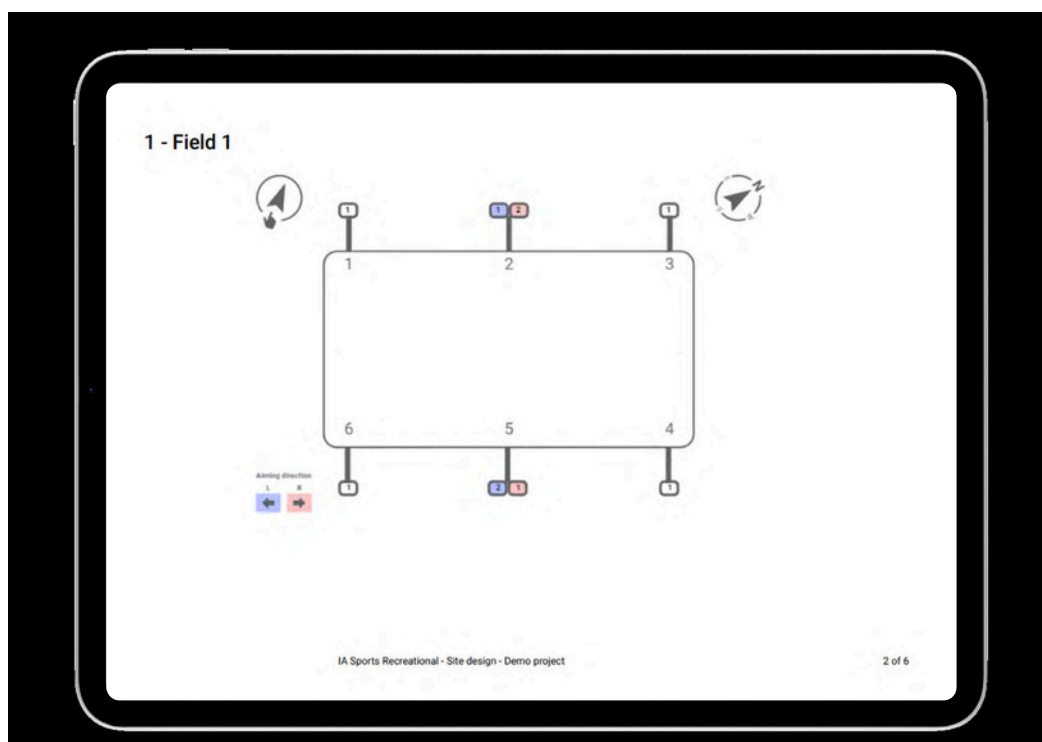 1 - Field 1
N
1
1 2
1
1
2
3
6
5
4
Aiming direction
L R
1
2 1
1
IA Sports Recreational - Site design - Demo project
2 of 6